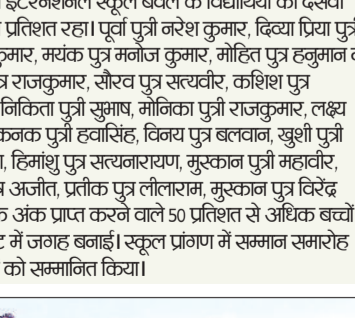 इंटरनेशनल स्कूल बवल के विद्यार्थियों का दसवीं
प्रतिशत रहा। पूर्वा पुत्री नरेश कुमार, दिव्या प्रिया पुत्री
कुमार, मयंक पुत्र मनोज कुमार, मोहित पुत्र हनुमान
राजकुमार, सौरव पुत्र सत्यवीर, कशिश पुत्र
निकिता पुत्री सुभाष, मोनिका पुत्री राजकुमार, लक्ष्य
कनक पुत्री हवासिंह, विनय पुत्र बलवान, खुशी पुत्री
हिमांशु पुत्र सत्यनारायण, मुस्कान पुत्री महावीर,
अजीत, प्रतीक पुत्र लीलाराम, मुस्कान पुत्र विरेंद्र
अंक प्राप्त करने वाले 50 प्रतिशत से अधिक बच्चों
में जगह बनाई। स्कूल प्रांगण में सम्मान समारोह
को सम्मानित किया।